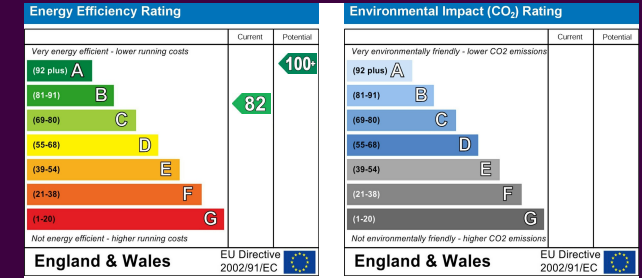 Energy Efficiency Rating
Current Potential
Very energy efficient - lower running costs
(92 plus) A
100+
(81-91) B
82
(69-80) C
(55-68) D
(39-54) E
(21-38) F
(1-20) G
Not energy efficient - higher running costs
England & Wales
EU Directive
2002/91/EC
Environmental Impact (CO₂) Rating
Current Potential
Very environmentally friendly - lower CO2 emissions
(92 plus) A
(81-91) B
(69-80) C
(55-68) D
(39-54) E
(21-38) F
(1-20) G
Not environmentally friendly - higher CO2 emissions
England & Wales
EU Directive
2002/91/EC